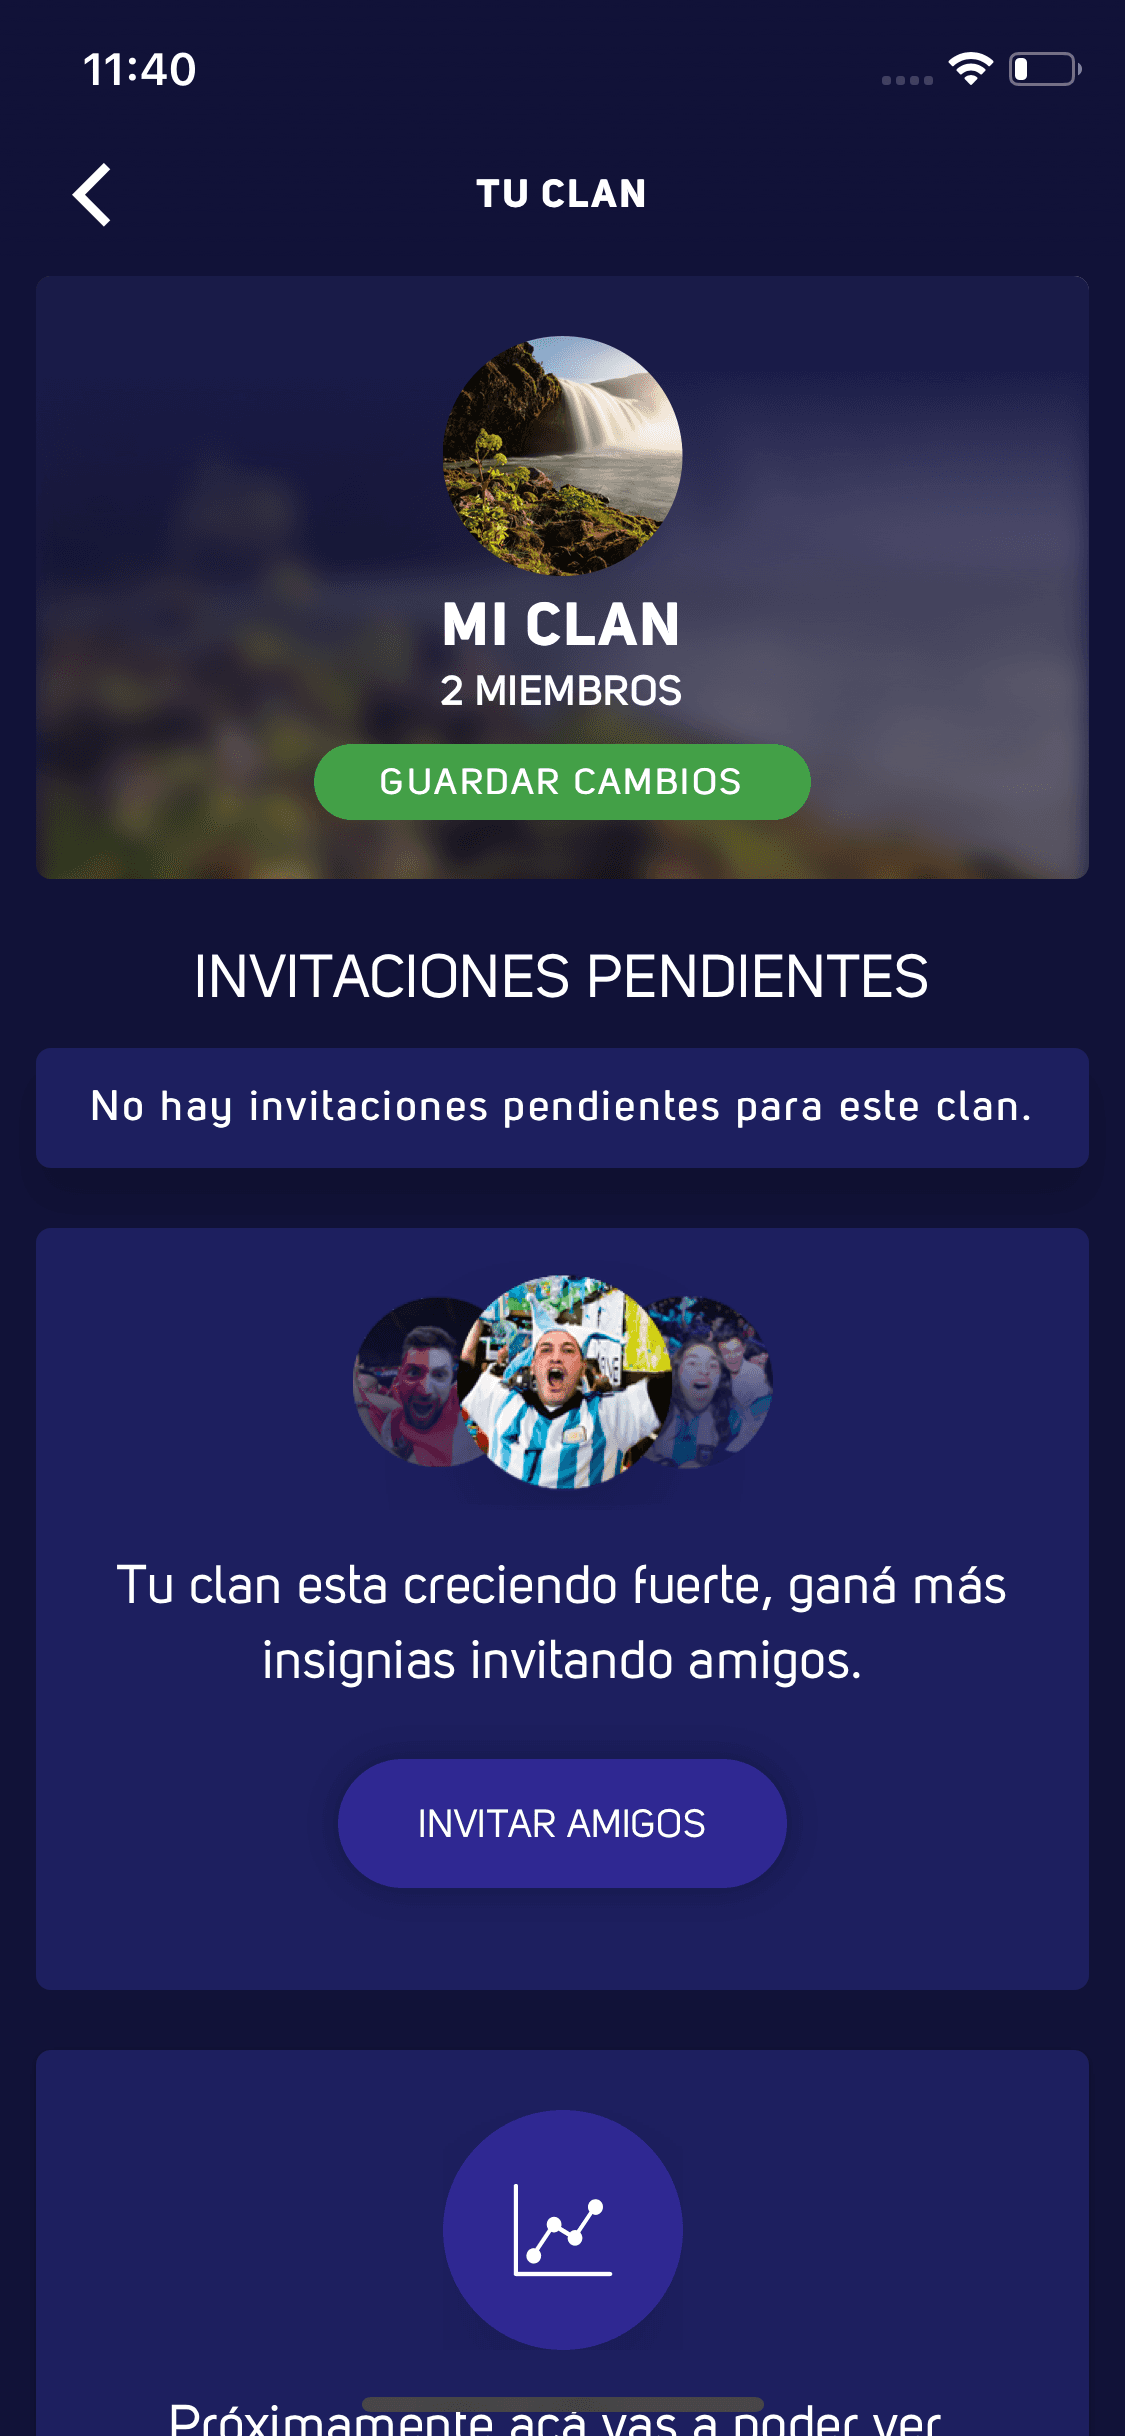 11:40
TU CLAN
MI CLAN
2 MIEMBROS
GUARDAR CAMBIOS
INVITACIONES PENDIENTES
No hay invitaciones pendientes para este clan.
Tu clan esta creciendo fuerte, ganá más
insignias invitando amigos.
INVITAR AMIGOS
Próximamente acá vas a poder ver